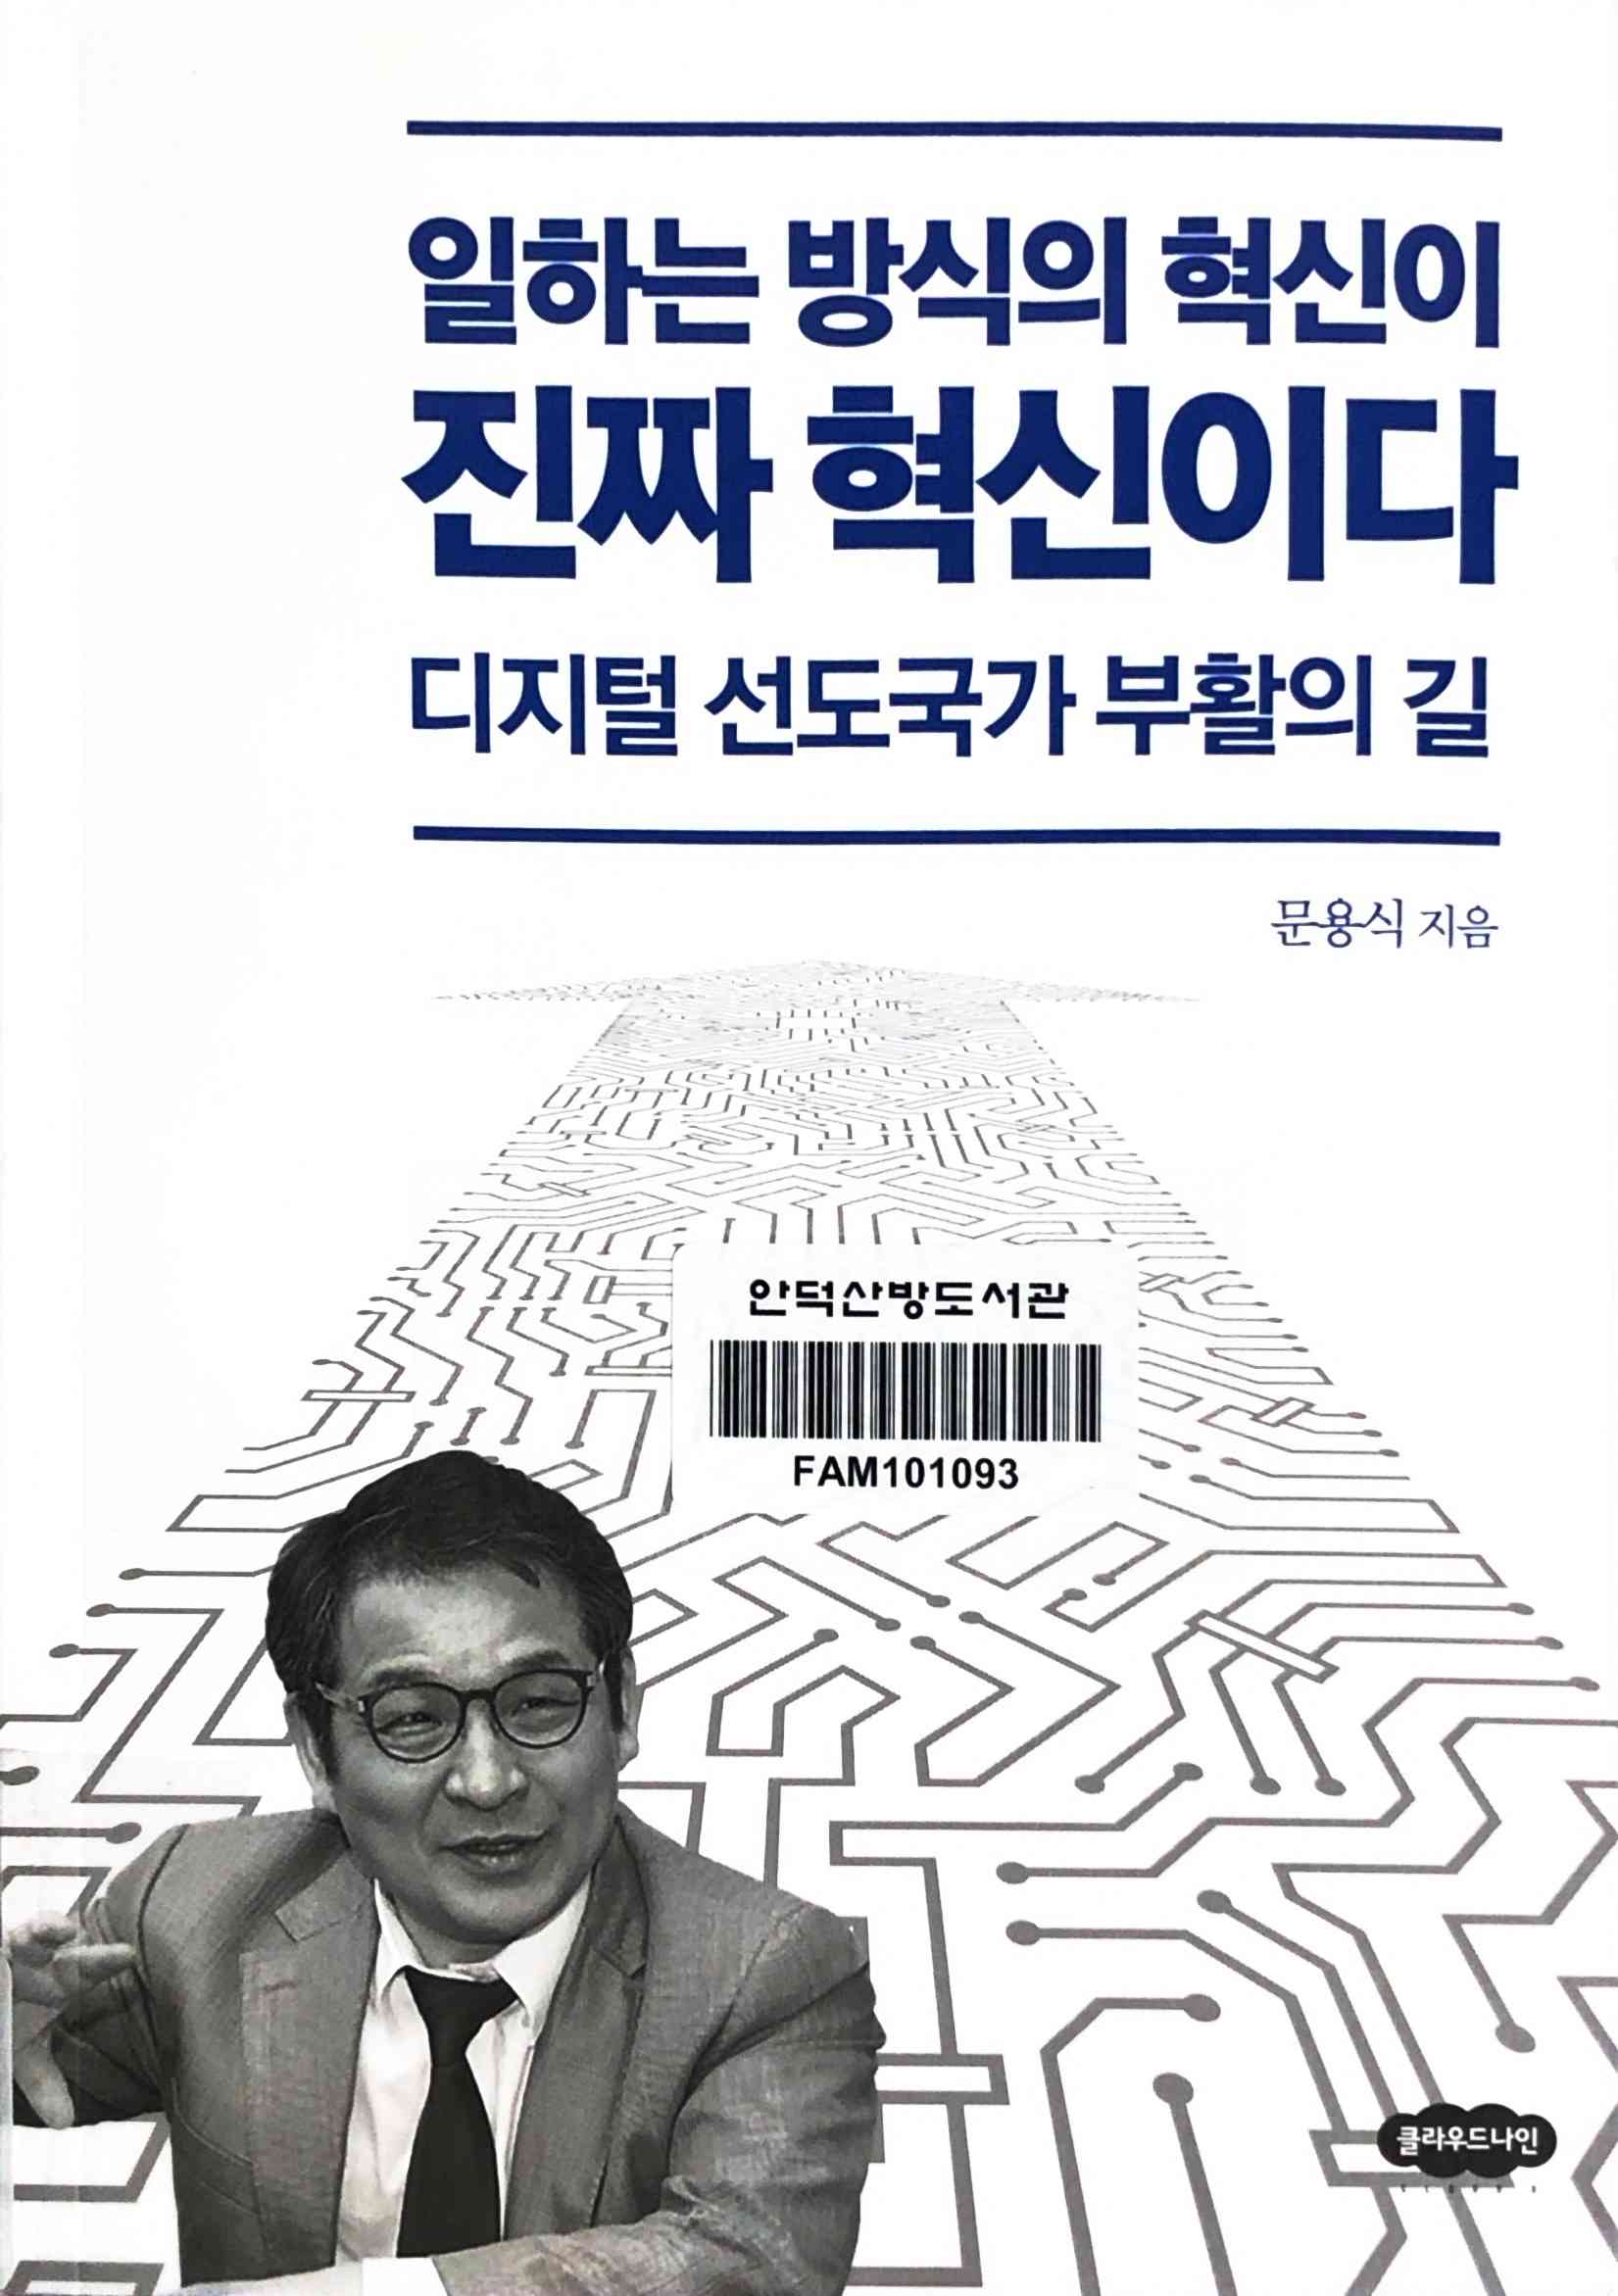 일하는 방식의 혁신이
진짜 혁신이다
디지털 선도국가 부활의 길
문용식 지음
안덕산방도서관
FAM101093
클라우드나인